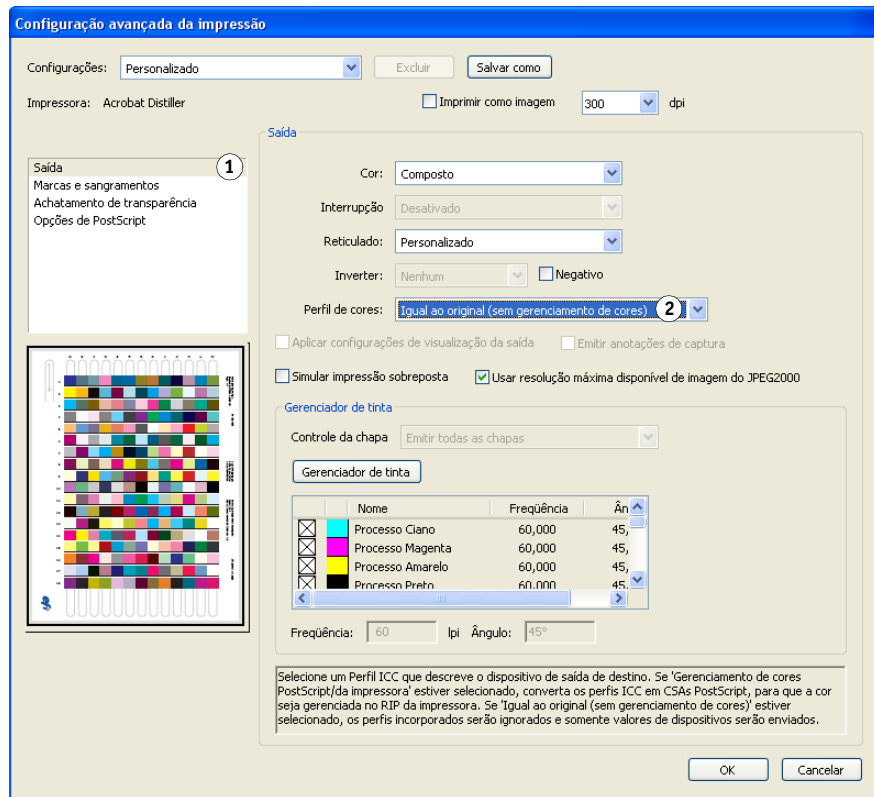 Configuração avançada da impressão
Configurações: Personalizado Excluir Salvar como
Impressora: Acrobat Distiller Imprimir como imagem 300 dpi
Saída
Saída 1
Marcas e sangramentos
Achatamento de transparência
Opções de PostScript
Cor: Composto
Interrupção Desativado
Reticulado: Personalizado
Inverter: Nenhum Negativo
Perfil de cores: Igual ao original (sem gerenciamento de cores) 2
Aplicar configurações de visualização da saída Emitir anotações de captura
Simular impressão sobreposta Usar resolução máxima disponível de imagem do JPEG2000
Gerenciador de tinta
Controle da chapa Emitir todas as chapas
Gerenciador de tinta
Nome Freqüência Ân
Processo Ciano 60,000 45,
Processo Magenta 60,000 45,
Processo Amarelo 60,000 45,
Processo Preto 60,000 45,
Freqüência: 60 lpi Ângulo: 45°
Selecione um Perfil ICC que descreve o dispositivo de saída de destino. Se 'Gerenciamento de cores
PostScript/da impressora' estiver selecionado, converta os perfis ICC em CSAs PostScript, para que a cor
seja gerenciada no RIP da impressora. Se 'Igual ao original (sem gerenciamento de cores)' estiver
selecionado, os perfis incorporados serão ignorados e somente valores de dispositivos serão enviados.
OK Cancelar